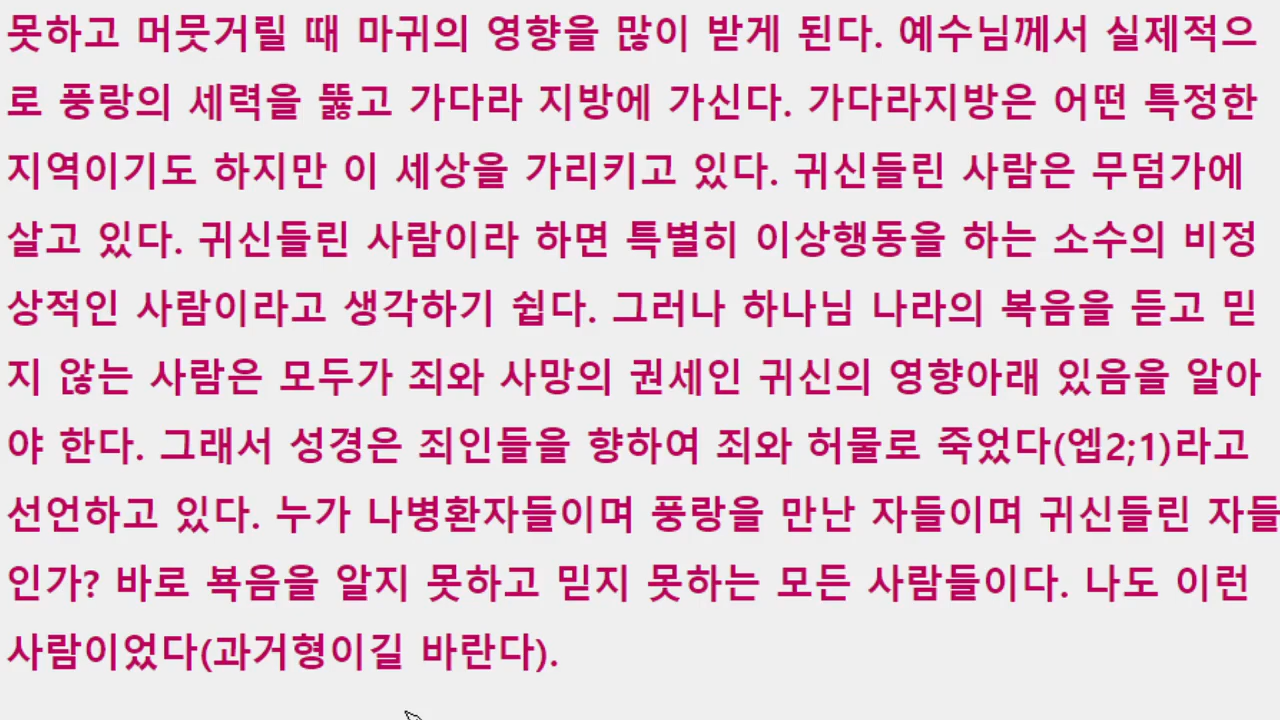 못하고 머뭇거릴 때 마귀의 영향을 많이 받게 된다. 예수님께서 실제적으
로 풍랑의 세력을 뚫고 가다라 지방에 가신다. 가다라지방은 어떤 특정한
지역이기도 하지만 이 세상을 가리키고 있다. 귀신들린 사람은 무덤가에
살고 있다. 귀신들린 사람이라 하면 특별히 이상행동을 하는 소수의 비정
상적인 사람이라고 생각하기 쉽다. 그러나 하나님 나라의 복음을 듣고 믿
지 않는 사람은 모두가 죄와 사망의 권세인 귀신의 영향아래 있음을 알아
야 한다. 그래서 성경은 죄인들을 향하여 죄와 허물로 죽었다(엡2;1)라고
선언하고 있다. 누가 나병환자들이며 풍랑을 만난 자들이며 귀신들린 자들
인가? 바로 뵥음을 알지 못하고 믿지 못하는 모든 사람들이다. 나도 이런
사람이었다(과거형이길 바란다).